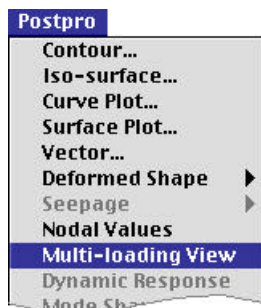 Postpro
Contour...
Iso-surface...
Curve Plot...
Surface Plot...
Vector...
Deformed Shape
Seepage
Nodal Values
Multi-loading View
Dynamic Response
Mode